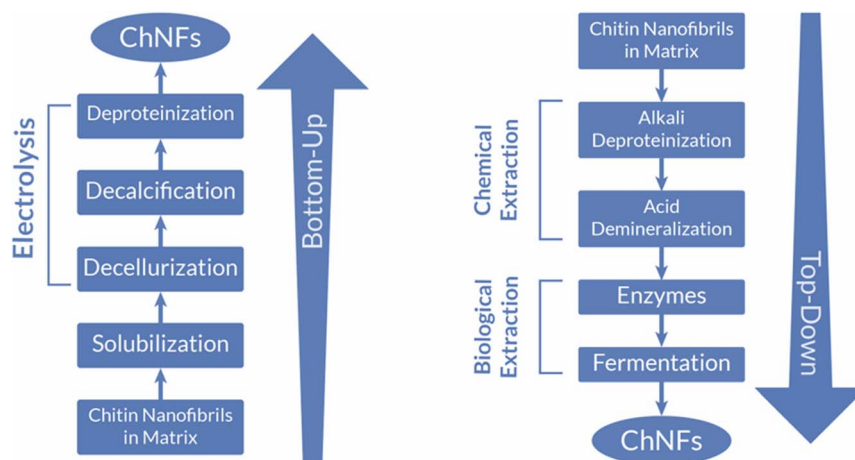 ChNFs
Deproteinization
Decalcification
Decellurization
Solubilization
Chitin Nanofibrils
in Matrix
Electrolysis
Bottom-Up
Chitin Nanofibrils
in Matrix
Alkali
Deproteinization
Acid
Demineralization
Enzymes
Fermentation
ChNFs
Chemical
Extraction
Biological
Extraction
Top-Down